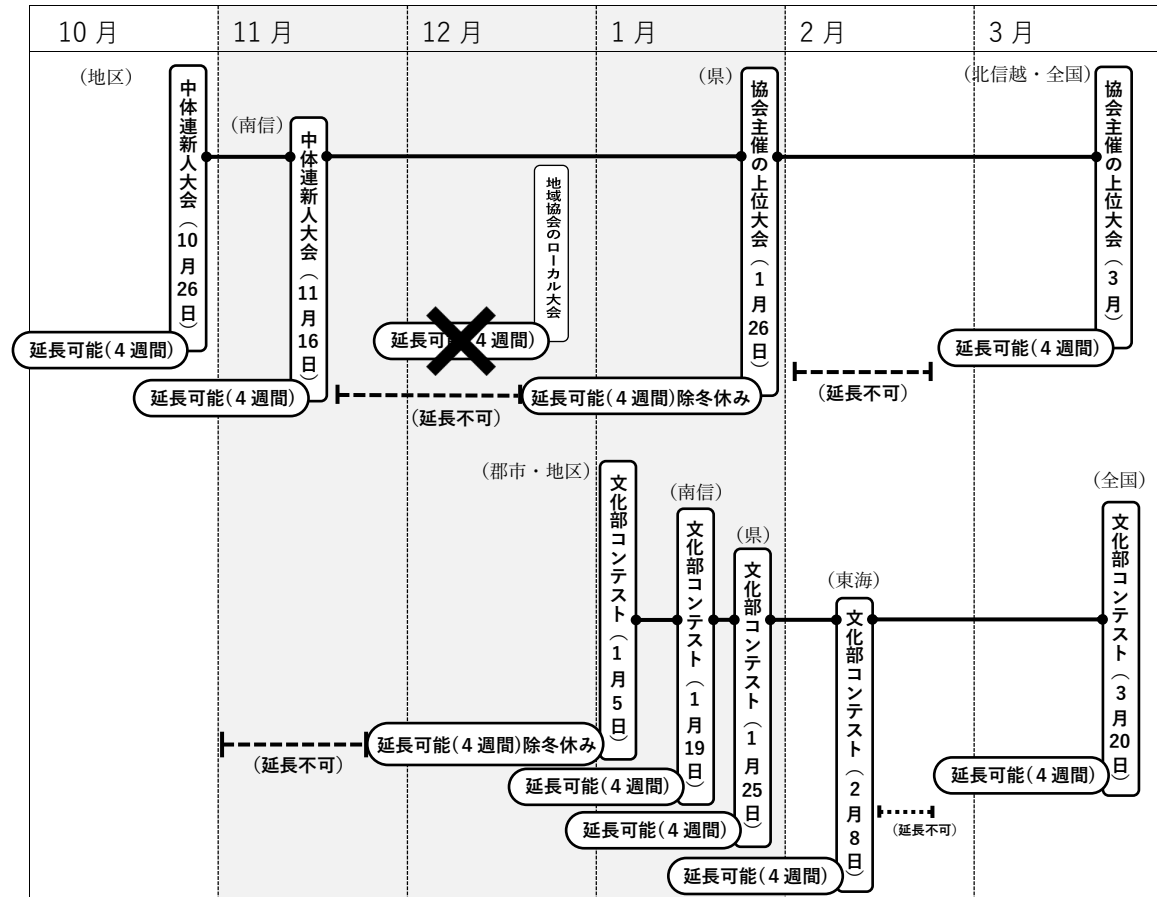 10 月
11 月
12 月
1 月
2 月
3 月
（地区）
中体連新人大会（10月26日）
延長可能（４週間）
（南信）
中体連新人大会（11月16日）
延長可能（４週間）
（延長不可）
地域協会のローカル大会
延長可能（４週間）
（県）
協会主催の上位大会（1月26日）
延長可能（４週間）除冬休み
（延長不可）
（北信越・全国）
協会主催の上位大会（3月）
延長可能（４週間）
（延長不可）
（郡市・地区）
文化部コンテスト（1月5日）
延長可能（４週間）除冬休み
（南信）
文化部コンテスト（1月19日）
延長可能（４週間）
（県）
文化部コンテスト（1月25日）
延長可能（４週間）
（東海）
文化部コンテスト（2月8日）
延長可能（４週間）
（延長不可）
（全国）
文化部コンテスト（3月20日）
延長可能（４週間）